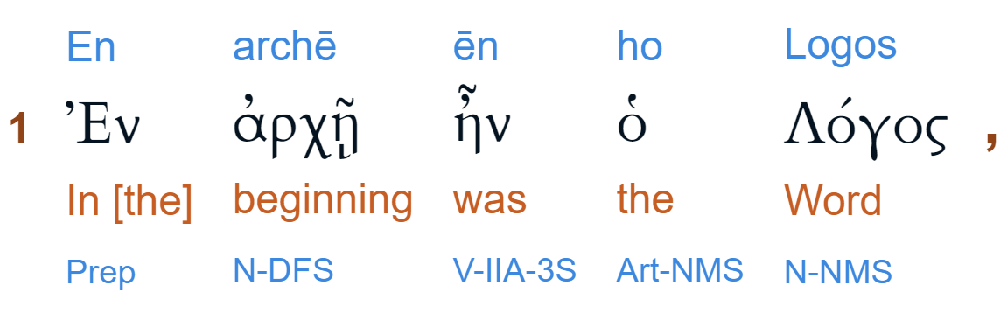 En archē ēn ho Logos
1 Ἐν ἀρχῇ ἦν ὁ Λόγος ,
In [the] beginning was the Word
Prep N-DFS V-IIA-3S Art-NMS N-NMS